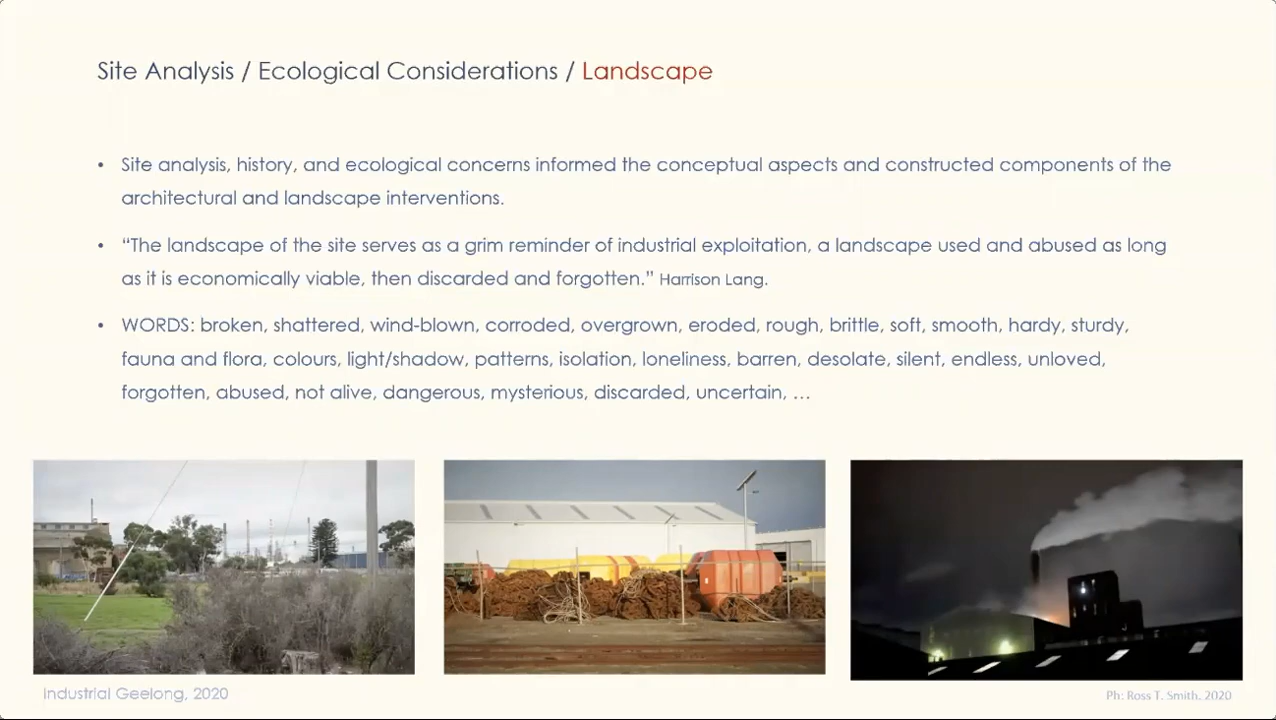 Site Analysis / Ecological Considerations / Landscape
• Site analysis, history, and ecological concerns informed the conceptual aspects and constructed components of the
architectural and landscape interventions.
• “The landscape of the site serves as a grim reminder of industrial exploitation, a landscape used and abused as long
as it is economically viable, then discarded and forgotten.” Harrison Lang.
• WORDS: broken, shattered, wind-blown, corroded, overgrown, eroded, rough, brittle, soft, smooth, hardy, sturdy,
fauna and flora, colours, light/shadow, patterns, isolation, loneliness, barren, desolate, silent, endless, unloved,
forgotten, abused, not alive, dangerous, mysterious, discarded, uncertain, …
Industrial Geelong, 2020
Ph: Ross T. Smith. 2020